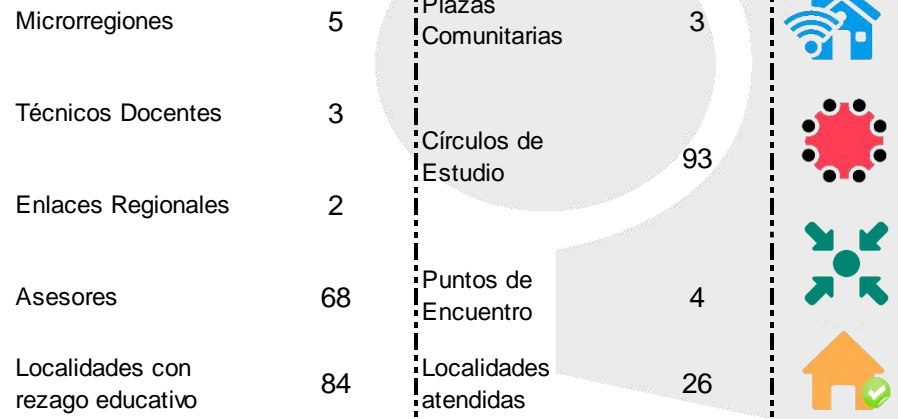 Microrregiones 5
Técnicos Docentes 3
Enlaces Regionales 2
Asesores 68
Localidades con
rezago educativo 84
Plazas
Comunitarias 3
Círculos de
Estudio 93
Puntos de
Encuentro 4
Localidades
atendidas 26